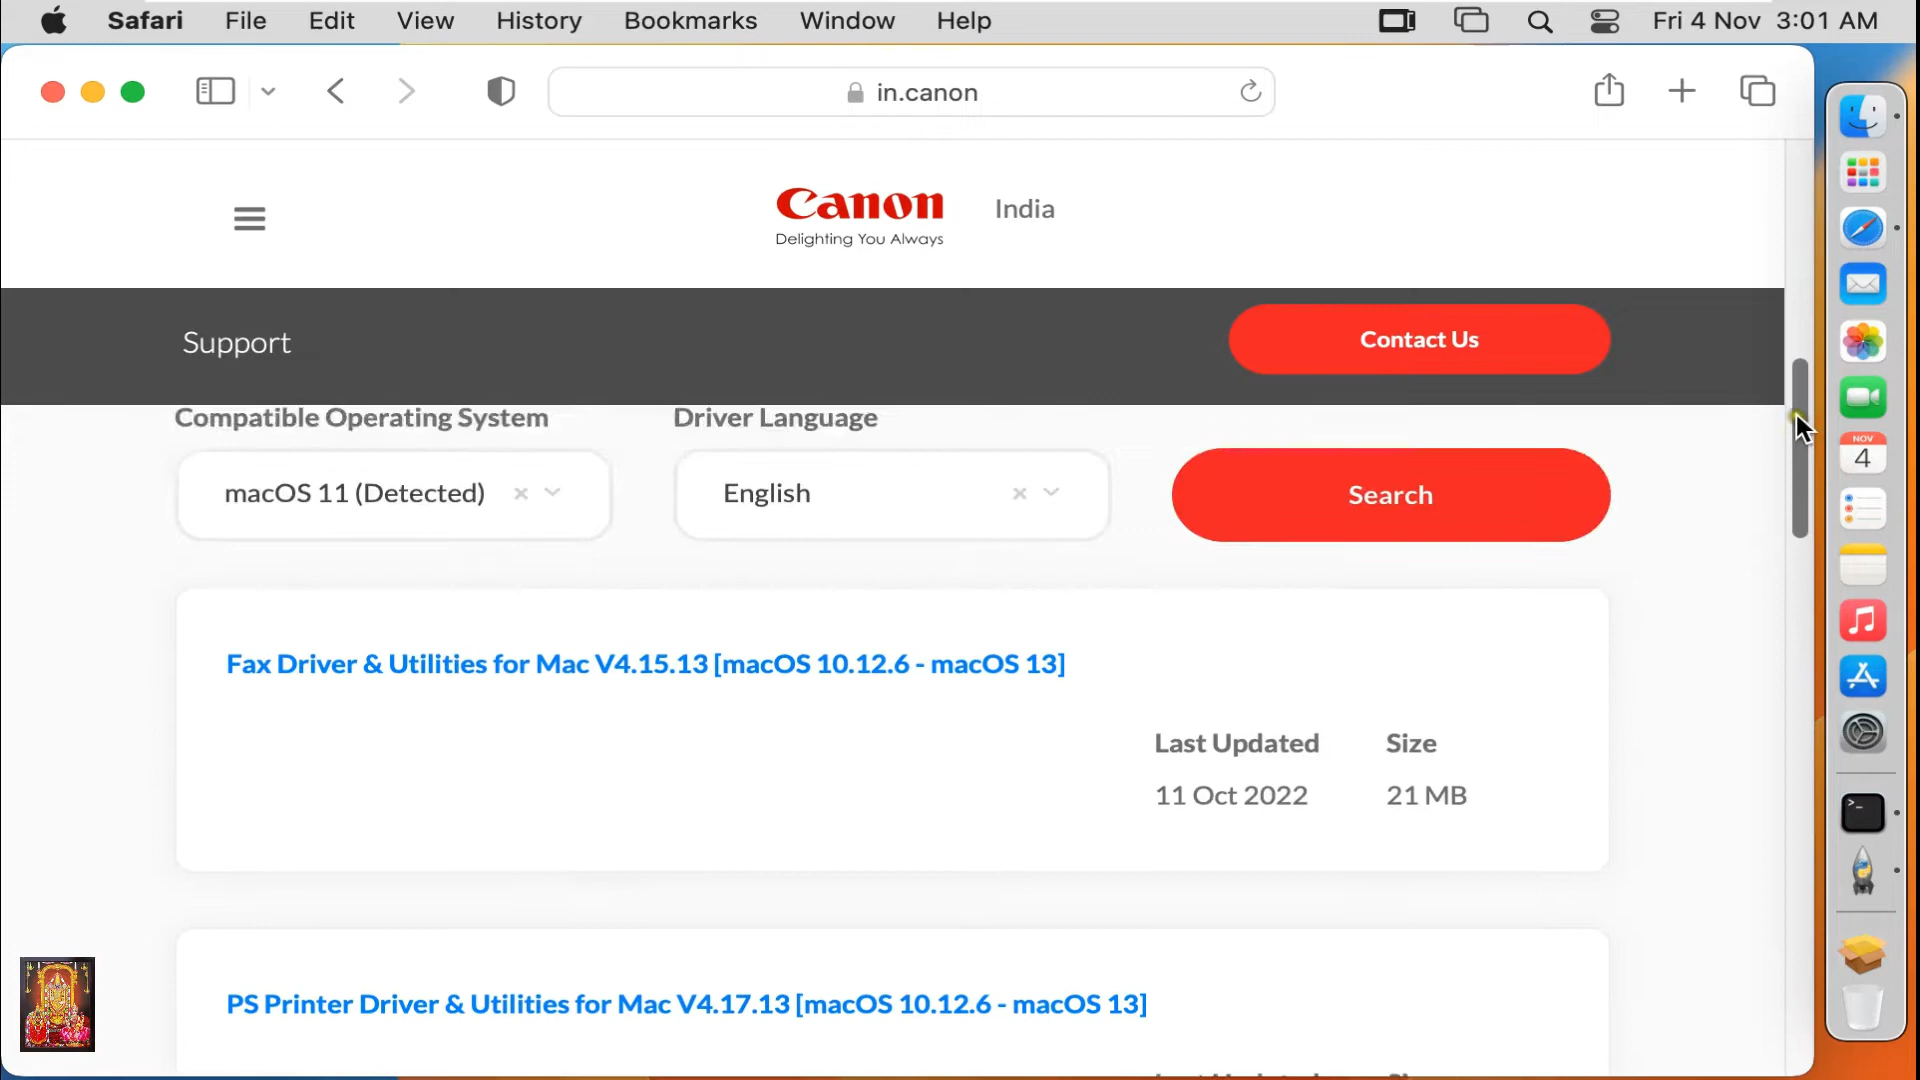 Safari File Edit View History Bookmarks Window Help Fri 4 Nov 3:01 AM
in.canon
Canon India
Delighting You Always
Support
Contact Us
Compatible Operating System Driver Language
macOS 11 (Detected) English Search
Fax Driver & Utilities for Mac V4.15.13 [macOS 10.12.6 - macOS 13]
Last Updated Size
11 Oct 2022 21 MB
PS Printer Driver & Utilities for Mac V4.17.13 [macOS 10.12.6 - macOS 13]
NOV
4